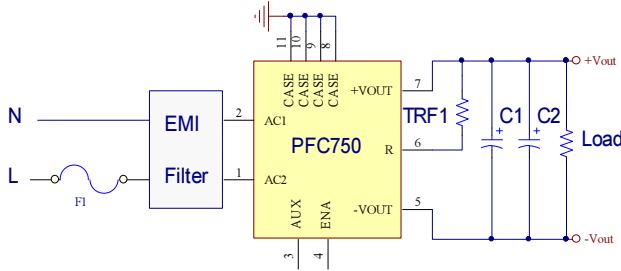 11
10
9
8
CASE
CASE
CASE
CASE
+VOUT
7
+Vout
TRF1
C1
+
C2
+
N
EMI
2
AC1
PFC750
R
6
Load
L
F1
Filter
1
AC2
-VOUT
5
AUX
ENA
-Vout
3
4